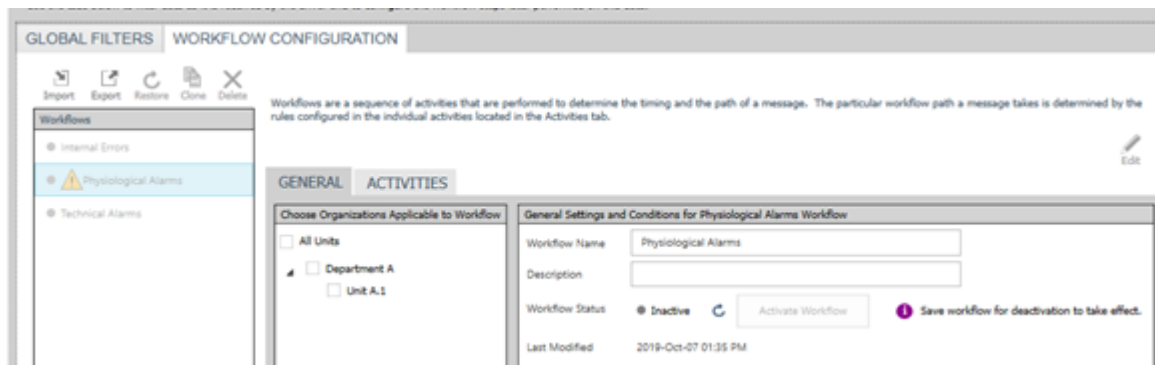 GLOBAL FILTERS WORKFLOW CONFIGURATION
Import Export Restore Clone Delete
Workflows are a sequence of activities that are performed to determine the timing and the path of a message. The particular workflow path a message takes is determined by the
rules configured in the indvidual activities located in the Activities tab.
Workflows
Internal Errors
Edit
Physiological Alarms
GENERAL ACTIVITIES
Technical Alarms
Choose Organizations Applicable to Workflow
General Settings and Conditions for Physiological Alarms Workflow
All Units
Workflow Name Physiological Alarms
Department A
Description
Unit A.1
Workflow Status Inactive Activate Workflow Save workflow for deactivation to take effect.
Last Modified 2019-Oct-07 01:35 PM